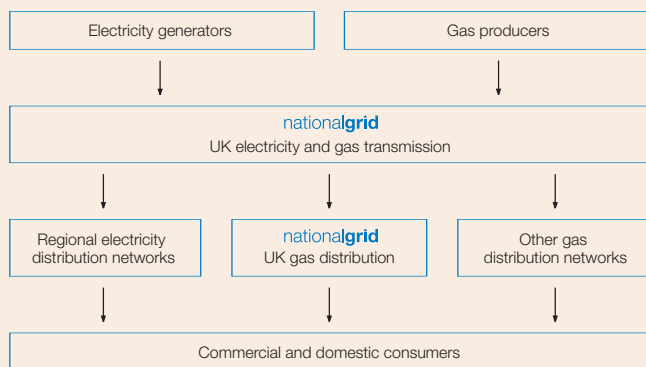 Electricity generators
Gas producers
nationalgrid
UK electricity and gas transmission
Regional electricity
distribution networks
nationalgrid
UK gas distribution
Other gas
distribution networks
Commercial and domestic consumers